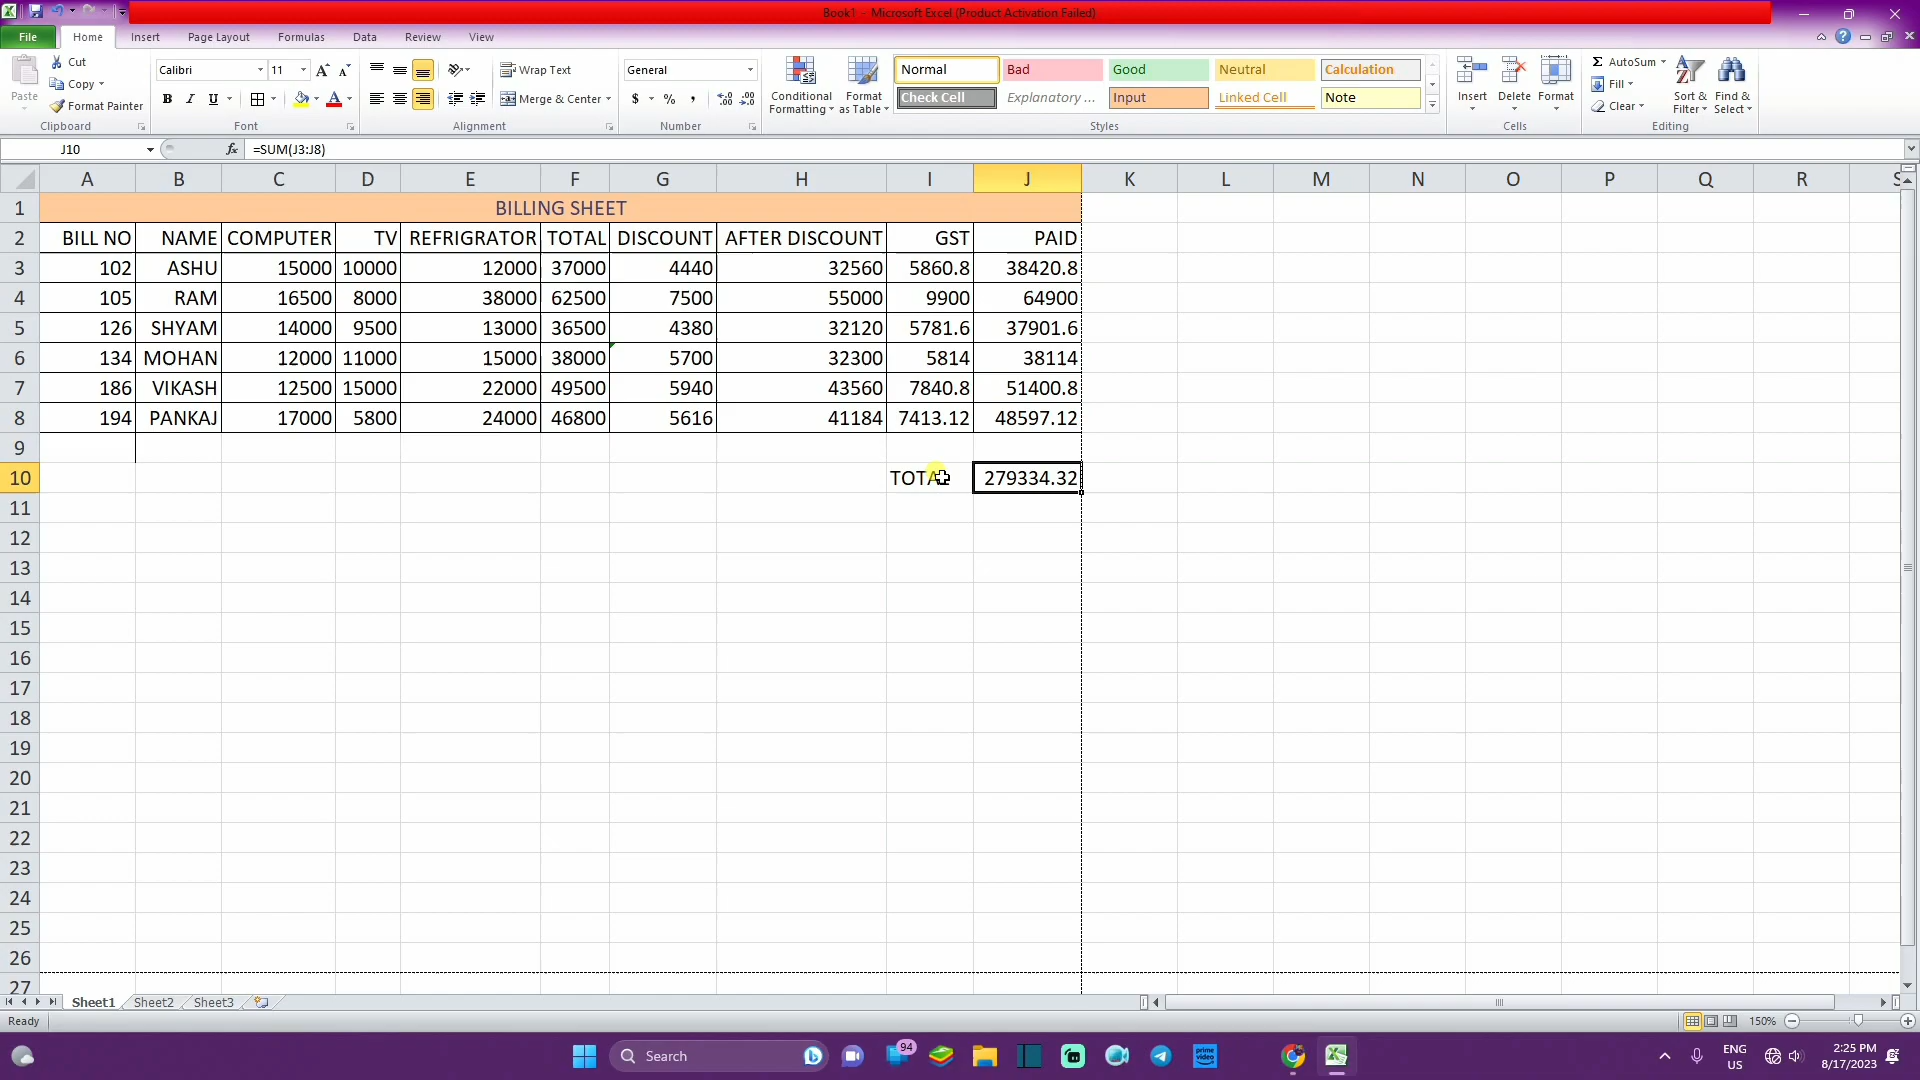 Book1 - Microsoft Excel (Product Activation Failed)
File Home Insert Page Layout Formulas Data Review View
Paste Cut Copy Format Painter Clipboard
Calibri 11 B I U Font
Wrap Text Merge & Center Alignment
General $ % , Number
Conditional Formatting Format as Table
Normal Bad Good Neutral Calculation
Check Cell Explanatory ... Input Linked Cell Note
Styles
Insert Delete Format Cells
Σ AutoSum Fill Clear Sort & Filter Find & Select Editing
J10 fx =SUM(J3:J8)
A B C D E F G H I J K L M N O P Q R S
1 BILLING SHEET
2 BILL NO NAME COMPUTER TV REFRIGRATOR TOTAL DISCOUNT AFTER DISCOUNT GST PAID
3 102 ASHU 15000 10000 12000 37000 4440 32560 5860.8 38420.8
4 105 RAM 16500 8000 38000 62500 7500 55000 9900 64900
5 126 SHYAM 14000 9500 13000 36500 4380 32120 5781.6 37901.6
6 134 MOHAN 12000 11000 15000 38000 5700 32300 5814 38114
7 186 VIKASH 12500 15000 22000 49500 5940 43560 7840.8 51400.8
8 194 PANKAJ 17000 5800 24000 46800 5616 41184 7413.12 48597.12
9
10 TOTAL 279334.32
11
12
13
14
15
16
17
18
19
20
21
22
23
24
25
26
27
Sheet1 Sheet2 Sheet3
Ready 150%
Search 94 prime video ENG US 2:25 PM 8/17/2023